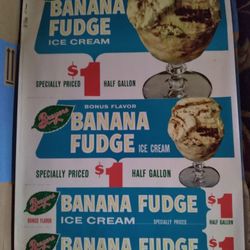 BANANA
FUDGE
ICE CREAM
SPECIALLY PRICED $1 HALF GALLON
BONUS FLAVOR
BANANA
FUDGE ICE CREAM
SPECIALLY PRICED $1 HALF GALLON
BANANA FUDGE $1
BONUS FLAVOR ICE CREAM SPECIALLY PRICED HALF GALLON
BANANA FUDGE $1